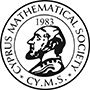 CYPRUS MATHEMATICAL SOCIETY
1983
CY.M.S.